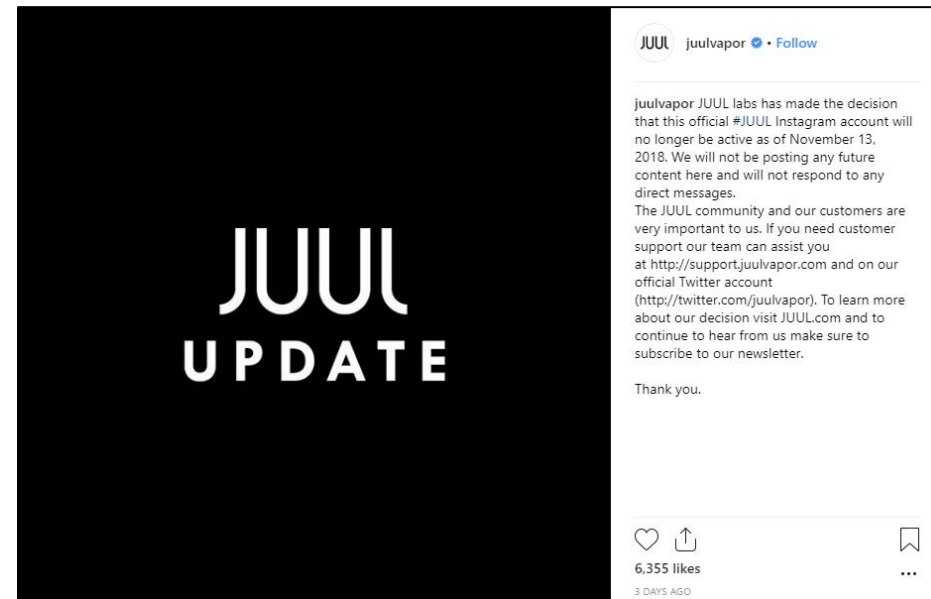 JUUL
UPDATE
JUUL juulvapor • Follow
juulvapor JUUL labs has made the decision
that this official #JUUL Instagram account will
no longer be active as of November 13,
2018. We will not be posting any future
content here and will not respond to any
direct messages.
The JUUL community and our customers are
very important to us. If you need customer
support our team can assist you
at http://support.juulvapor.com and on our
official Twitter account
(http://twitter.com/juulvapor). To learn more
about our decision visit JUUL.com and to
continue to hear from us make sure to
subscribe to our newsletter.
Thank you.
6,355 likes
3 DAYS AGO